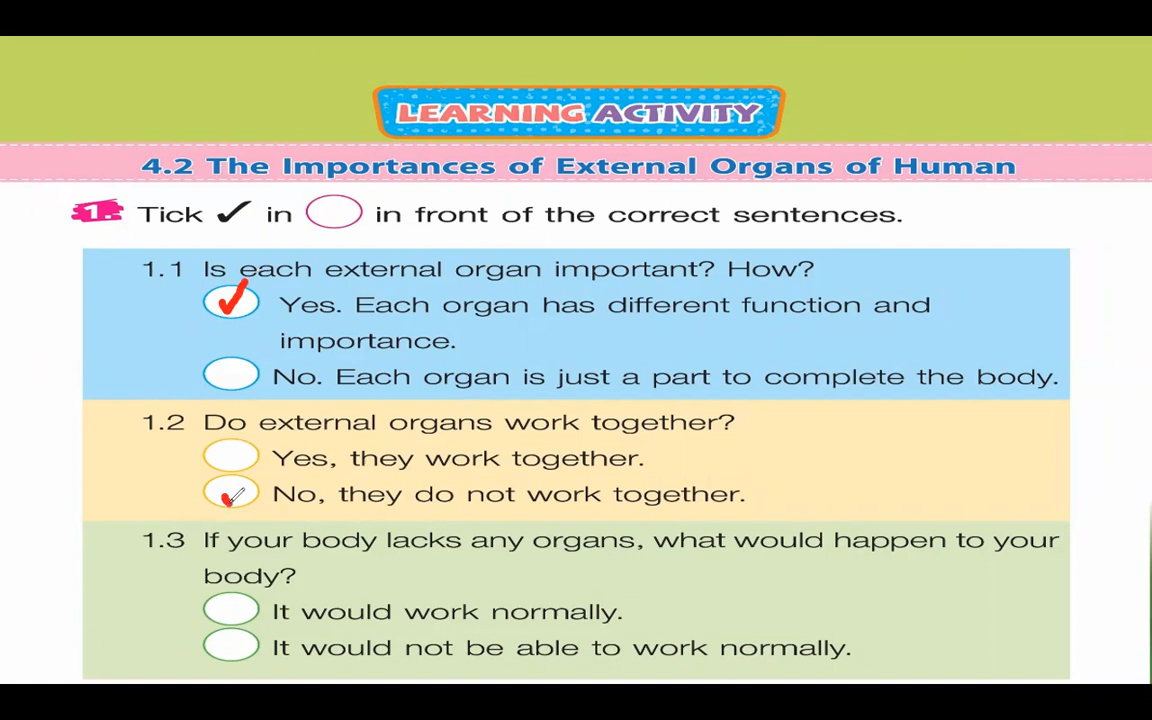 LEARNING ACTIVITY
4.2 The Importances of External Organs of Human
1. Tick ✓ in in front of the correct sentences.
1.1 Is each external organ important? How?
✓ Yes. Each organ has different function and
importance.
No. Each organ is just a part to complete the body.
1.2 Do external organs work together?
Yes, they work together.
No, they do not work together.
1.3 If your body lacks any organs, what would happen to your
body?
It would work normally.
It would not be able to work normally.